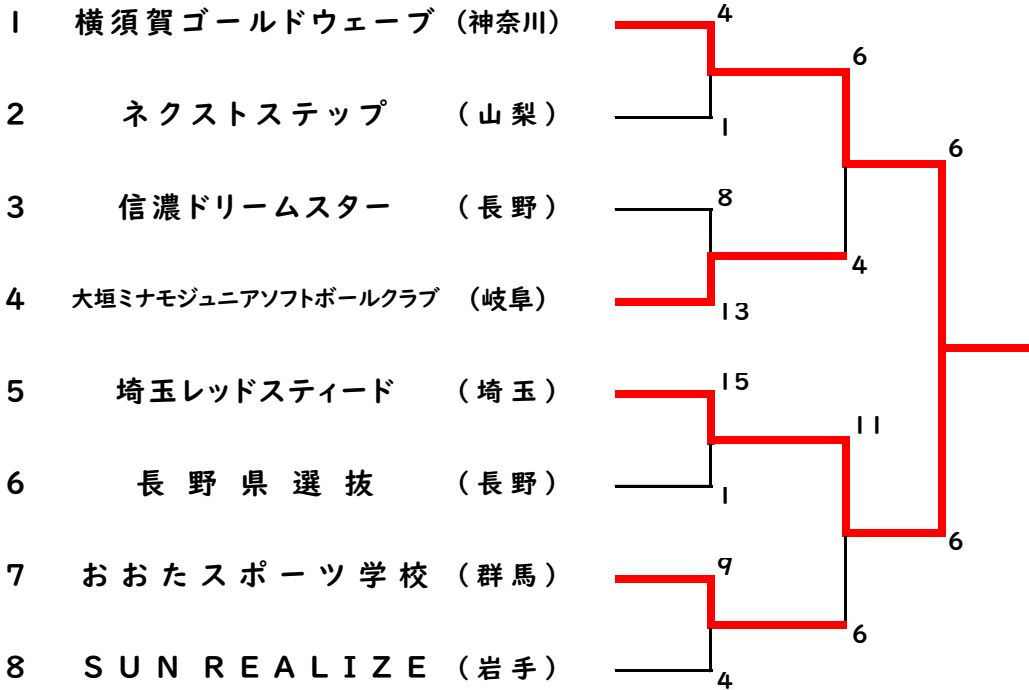 1 横須賀ゴールドウェーブ (神奈川) 4
6
2 ネクストステップ (山梨) 1
6
3 信濃ドリームスター (長野) 8
4
4 大垣ミナモジュニアソフトボールクラブ (岐阜) 13
5 埼玉レッドスティード (埼玉) 15
11
6 長野県選抜 (長野) 1
6
7 おおたスポーツ学校 (群馬) 9
6
8 SUN REALIZE (岩手) 4